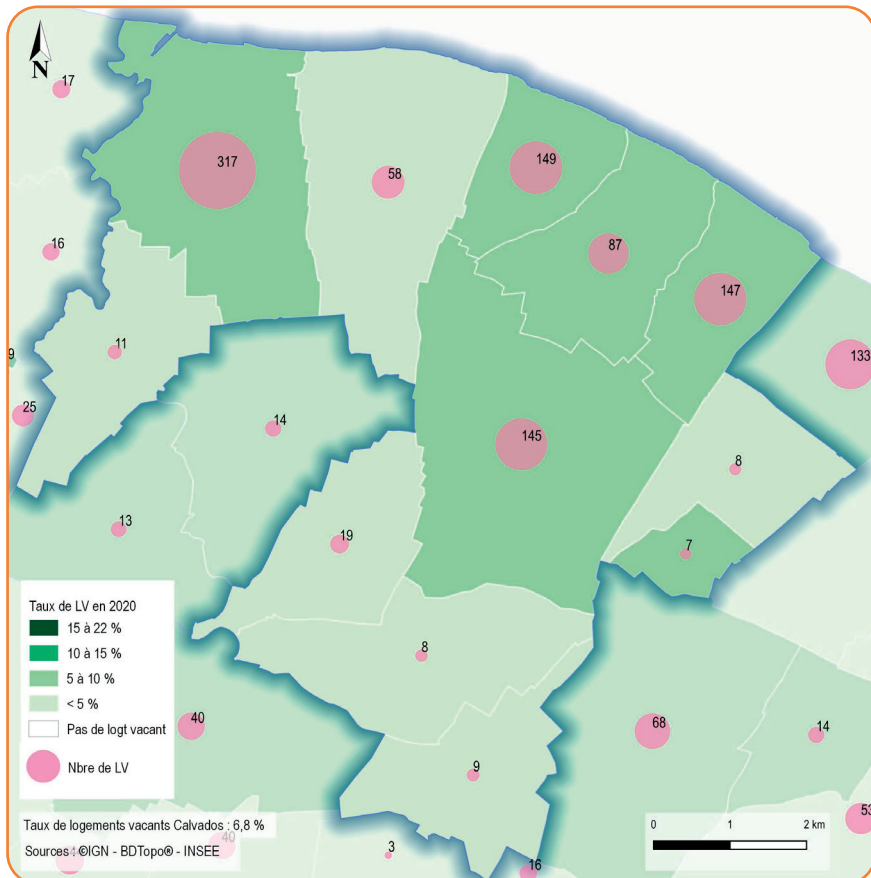 N
17
317
58
149
16
87
147
11
133
9
25
14
145
8
13
19
7
8
40
68
14
9
53
40
3
16
Taux de LV en 2020
15 à 22 %
10 à 15 %
5 à 10 %
< 5 %
Pas de logt vacant
Nbre de LV
0 1 2 km
Taux de logements vacants Calvados : 6,8 %
Sources : ©IGN - BDTopo® - INSEE